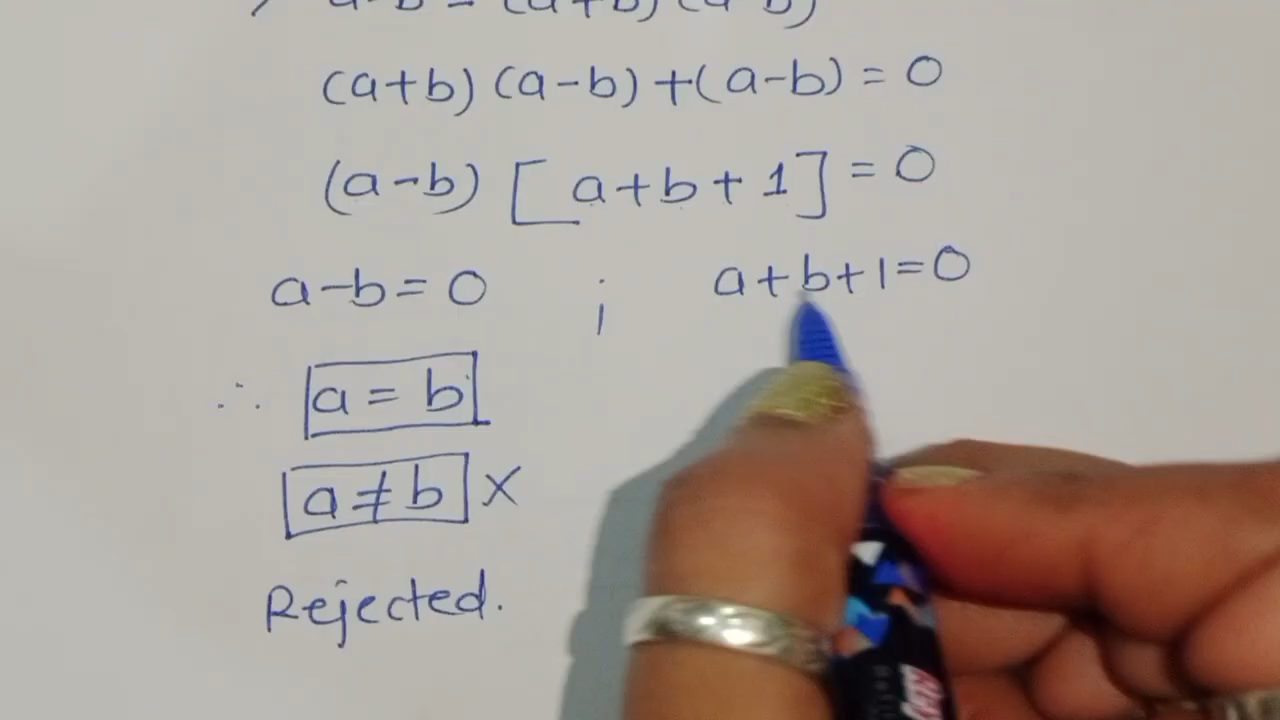 (a+b) (a-b) + (a-b) = 0
(a-b) [a+b+1] = 0
a-b = 0 ; a+b+1=0
∴ a = b
a ≠ b ×
Rejected.